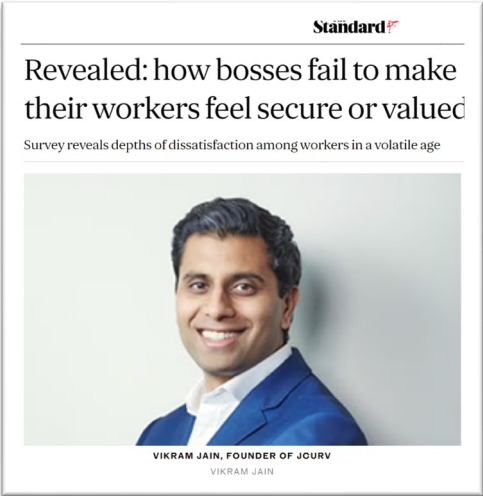 Standard
Revealed: how bosses fail to make
their workers feel secure or valued
Survey reveals depths of dissatisfaction among workers in a volatile age
VIKRAM JAIN, FOUNDER OF JCURV
VIKRAM JAIN